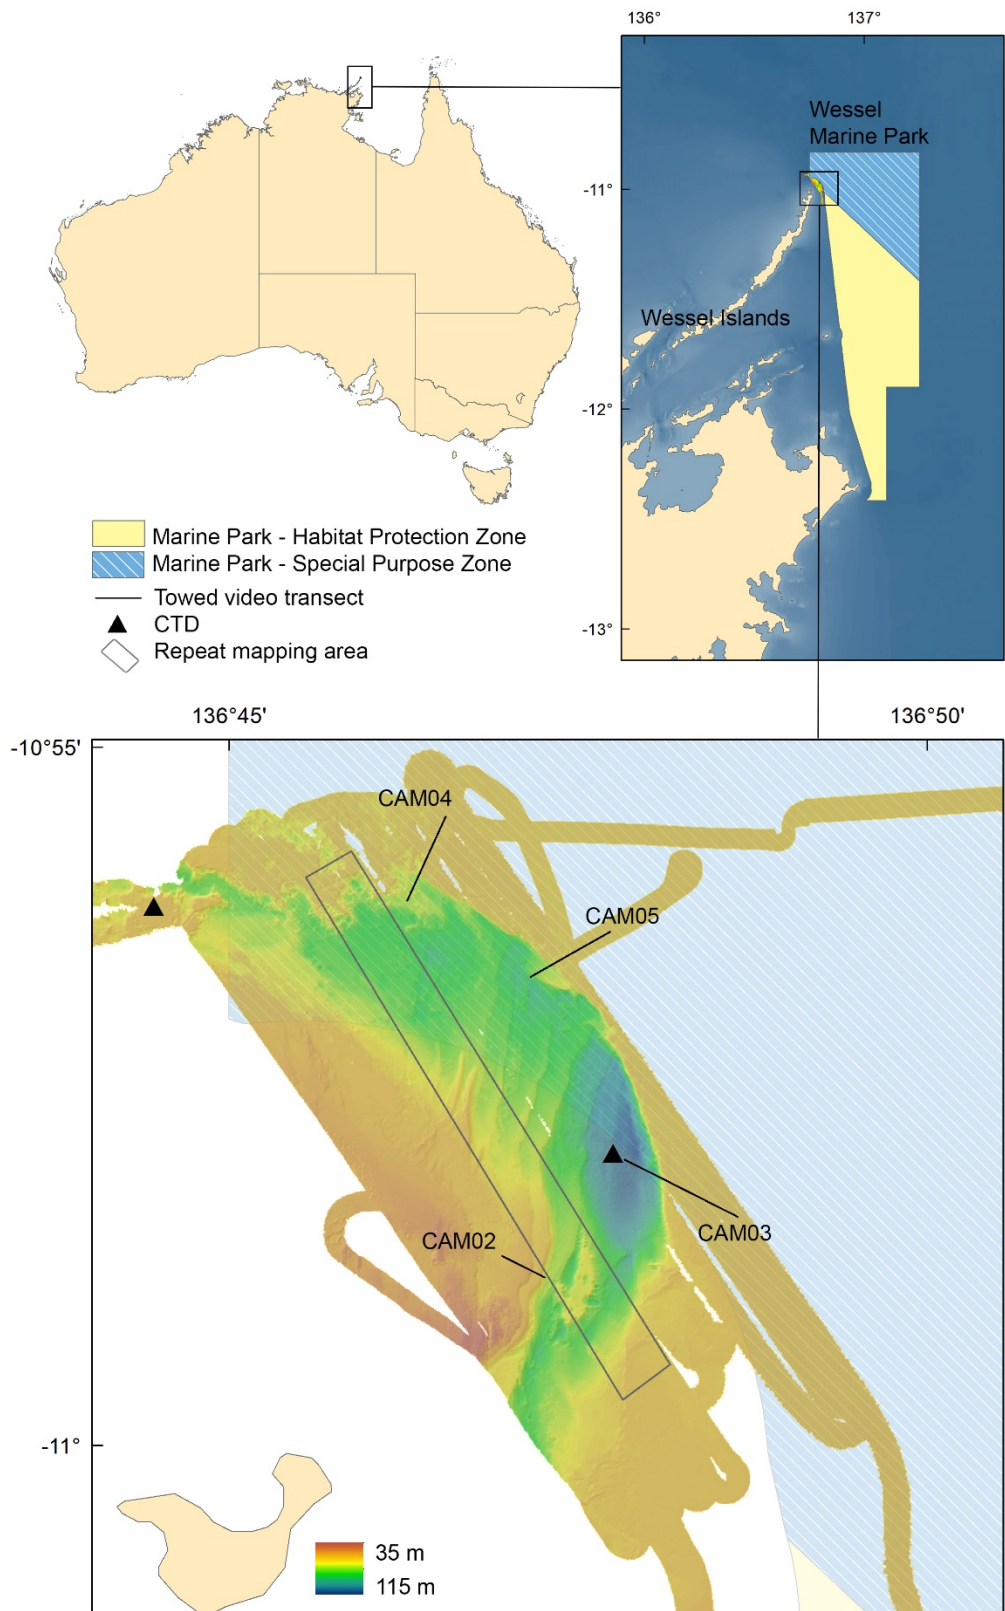 136°
137°
Wessel
Marine Park
-11°
Wessel Islands
-12°
-13°
Marine Park - Habitat Protection Zone
Marine Park - Special Purpose Zone
Towed video transect
CTD
Repeat mapping area
136°45'
136°50'
-10°55'
CAM04
CAM05
CAM03
CAM02
-11°
35 m
115 m